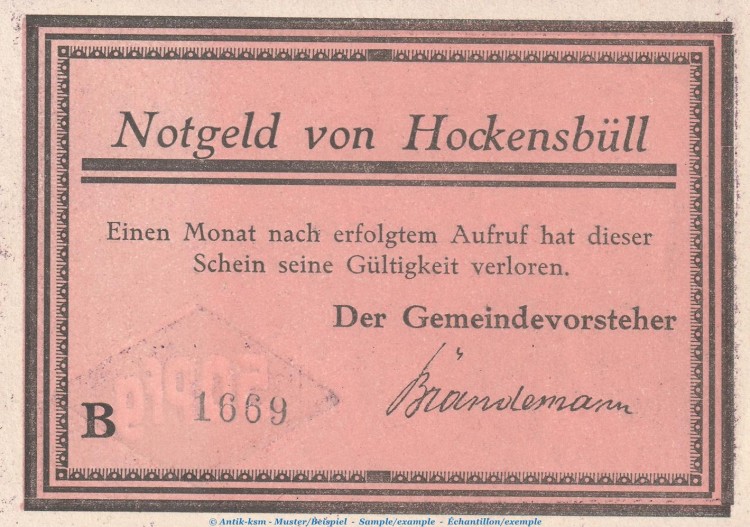 Notgeld von Hockensbüll
Einen Monat nach erfolgtem Aufruf hat dieser
Schein seine Gültigkeit verloren.
Der Gemeindevorsteher
Brandemann
B 1669
© Antik-ksm - Muster/Beispiel - Sample/example - Échantillon/exemple